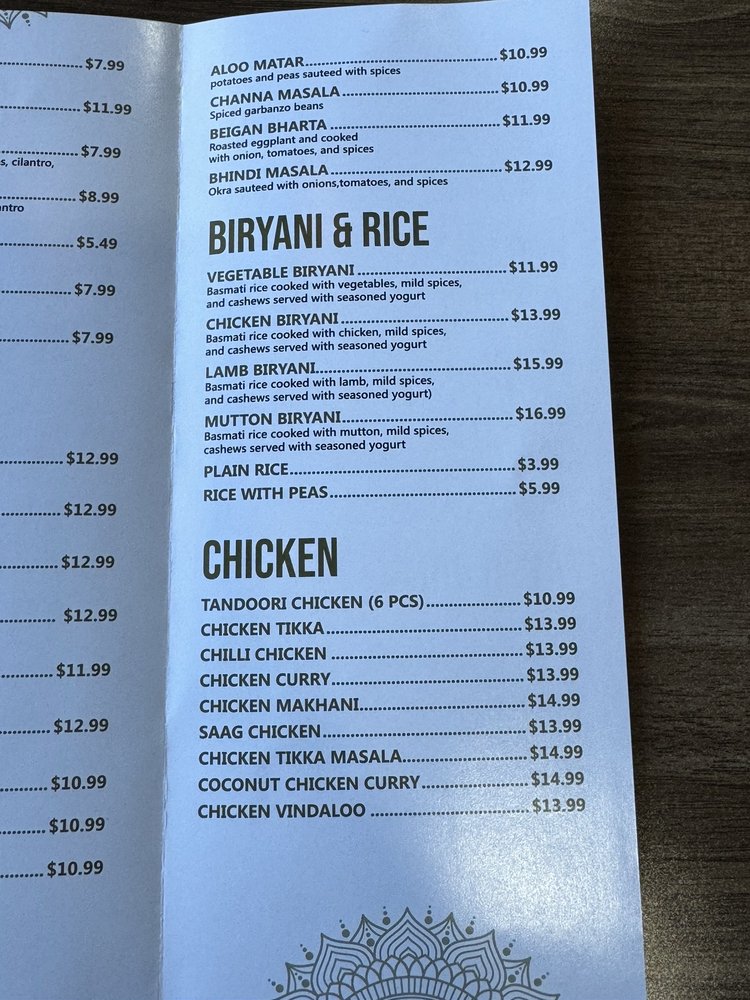 $7.99
$11.99
$7.99
s, cilantro,
$8.99
ntro
$5.49
$7.99
$7.99
$12.99
$12.99
$12.99
$12.99
$11.99
$12.99
$10.99
$10.99
$10.99
ALOO MATAR $10.99
potatoes and peas sauteed with spices
CHANNA MASALA $10.99
Spiced garbanzo beans
BEIGAN BHARTA $11.99
Roasted eggplant and cooked
with onion, tomatoes, and spices
BHINDI MASALA $12.99
Okra sauteed with onions,tomatoes, and spices
BIRYANI & RICE
VEGETABLE BIRYANI $11.99
Basmati rice cooked with vegetables, mild spices,
and cashews served with seasoned yogurt
CHICKEN BIRYANI $13.99
Basmati rice cooked with chicken, mild spices,
and cashews served with seasoned yogurt
LAMB BIRYANI $15.99
Basmati rice cooked with lamb, mild spices,
and cashews served with seasoned yogurt)
MUTTON BIRYANI $16.99
Basmati rice cooked with mutton, mild spices,
cashews served with seasoned yogurt
PLAIN RICE $3.99
RICE WITH PEAS $5.99
CHICKEN
TANDOORI CHICKEN (6 PCS) $10.99
CHICKEN TIKKA $13.99
CHILLI CHICKEN $13.99
CHICKEN CURRY $13.99
CHICKEN MAKHANI $14.99
SAAG CHICKEN $13.99
CHICKEN TIKKA MASALA $14.99
COCONUT CHICKEN CURRY $14.99
CHICKEN VINDALOO $13.99